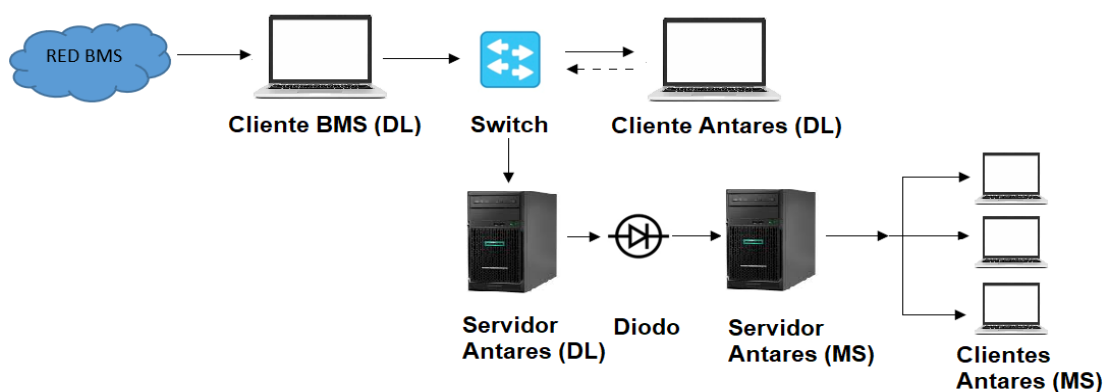 RED BMS
Cliente BMS (DL)
Switch
Cliente Antares (DL)
Servidor
Antares (DL)
Diodo
Servidor
Antares (MS)
Clientes
Antares (MS)